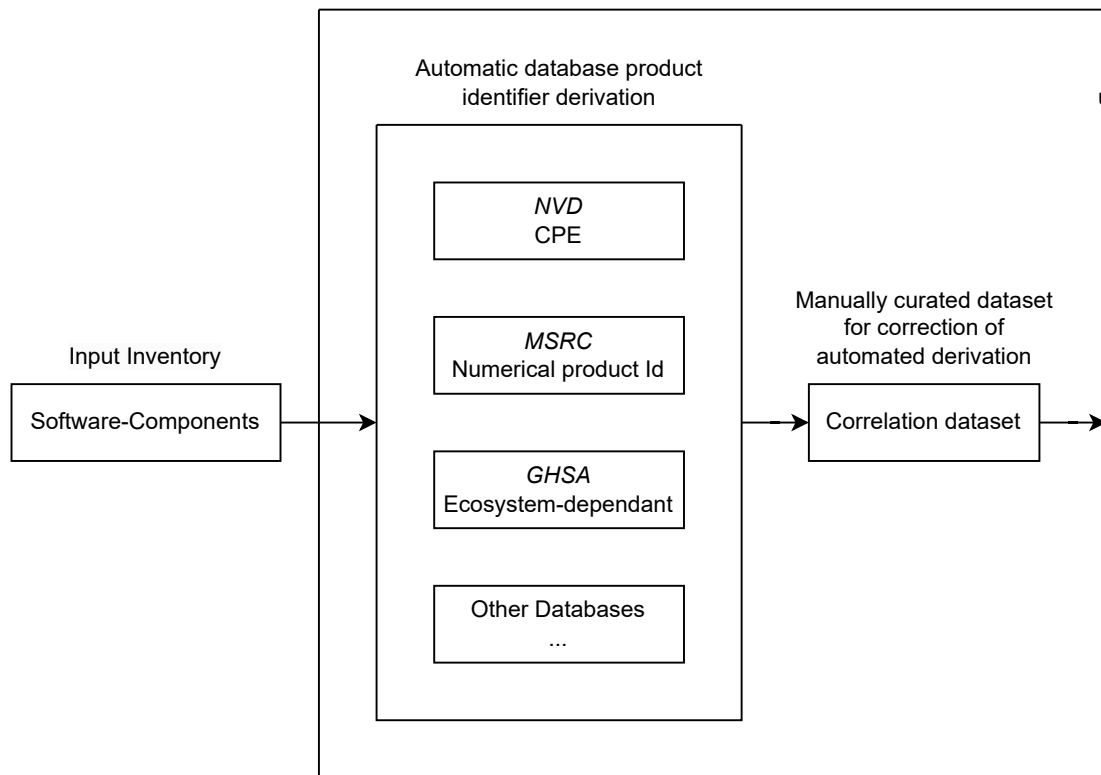 Automatic database product
identifier derivation
NVD
CPE
MSRC
Numerical product Id
GHSA
Ecosystem-dependant
Other Databases
...
Input Inventory
Software-Components
Manually curated dataset
for correction of
automated derivation
Correlation dataset